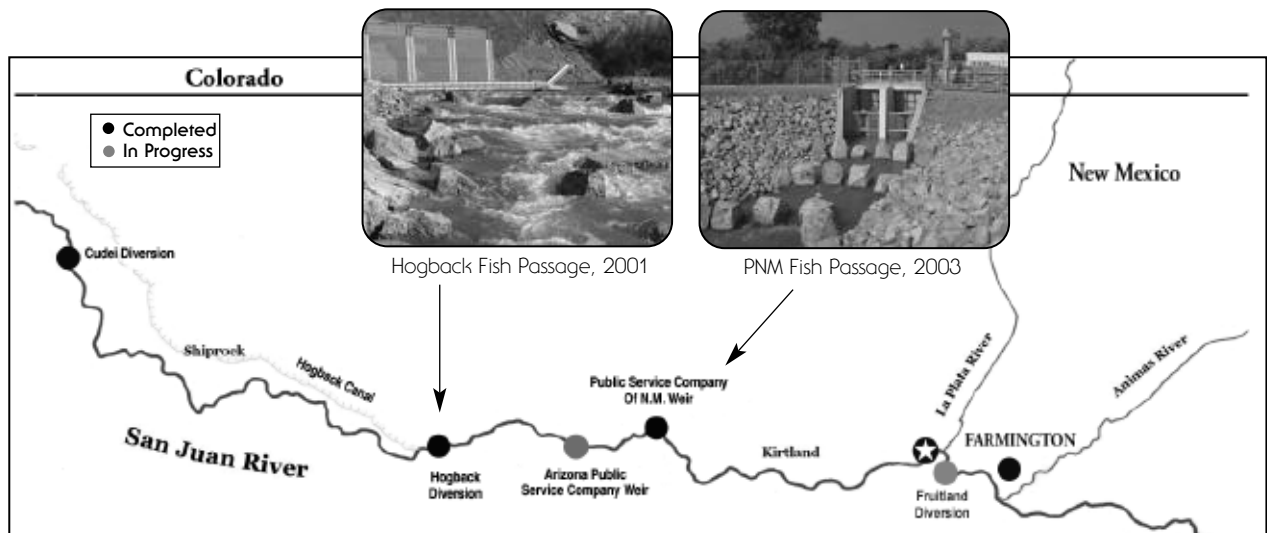 Colorado
Completed
In Progress
New Mexico
Hogback Fish Passage, 2001
PNM Fish Passage, 2003
Cudei Diversion
Shiprock
Hogback Canal
San Juan River
Hogback
Diversion
Arizona Public
Service Company Weir
Public Service Company
Of N.M. Weir
Kirtland
La Plata River
Animas River
FARMINGTON
Fruitland
Diversion